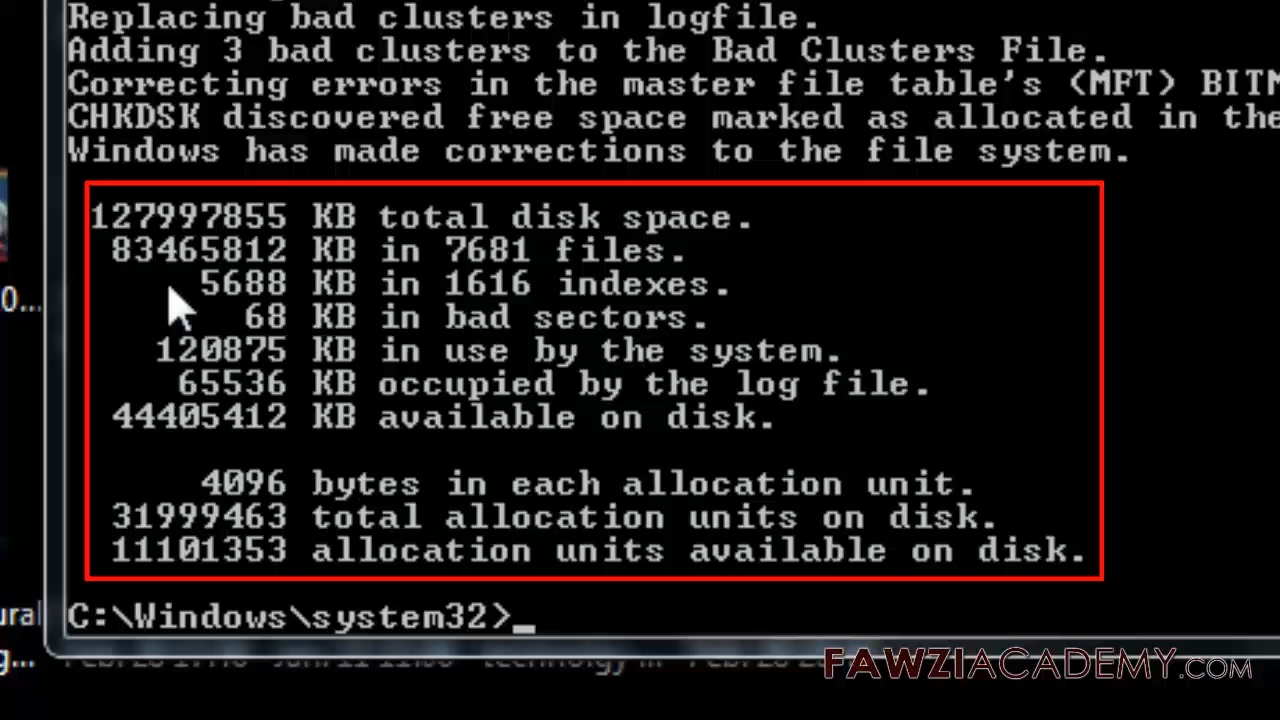 Replacing bad clusters in logfile.
Adding 3 bad clusters to the Bad Clusters File.
Correcting errors in the master file table's (MFT) BITM
CHKDSK discovered free space marked as allocated in the
Windows has made corrections to the file system.
127997855 KB total disk space.
83465812 KB in 7681 files.
5688 KB in 1616 indexes.
68 KB in bad sectors.
120875 KB in use by the system.
65536 KB occupied by the log file.
44405412 KB available on disk.
4096 bytes in each allocation unit.
31999463 total allocation units on disk.
11101353 allocation units available on disk.
0...
ural
C:\Windows\system32>_
g...
FAWZIACADEMY.COM